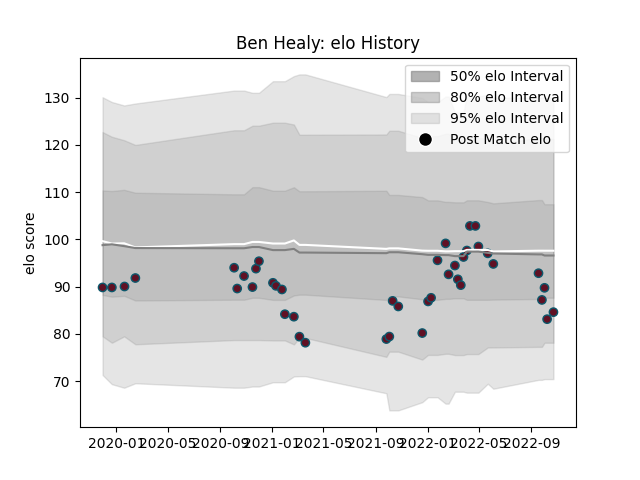 Ben Healy: elo History
50% elo Interval
80% elo Interval
95% elo Interval
Post Match elo
elo score
130
120
110
100
90
80
70
2020-01 2020-05 2020-09 2021-01 2021-05 2021-09 2022-01 2022-05 2022-09